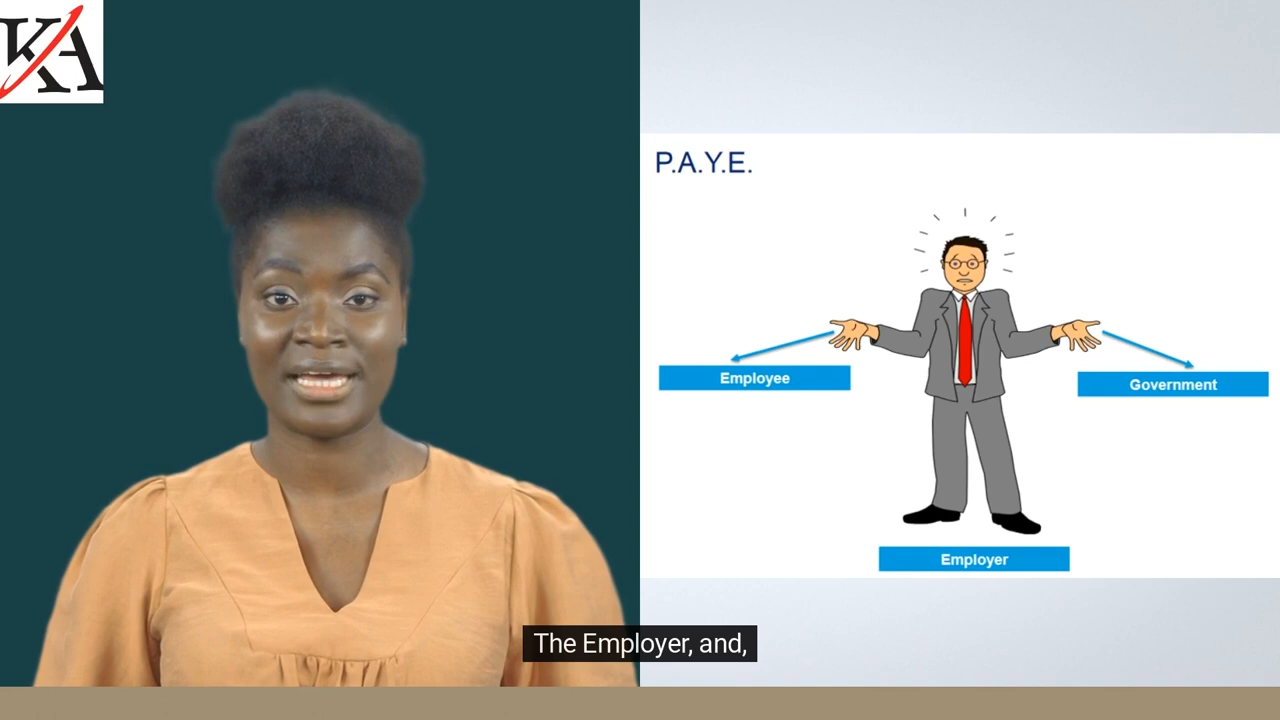 KA
P.A.Y.E.
Employee
Government
Employer
The Employer, and,